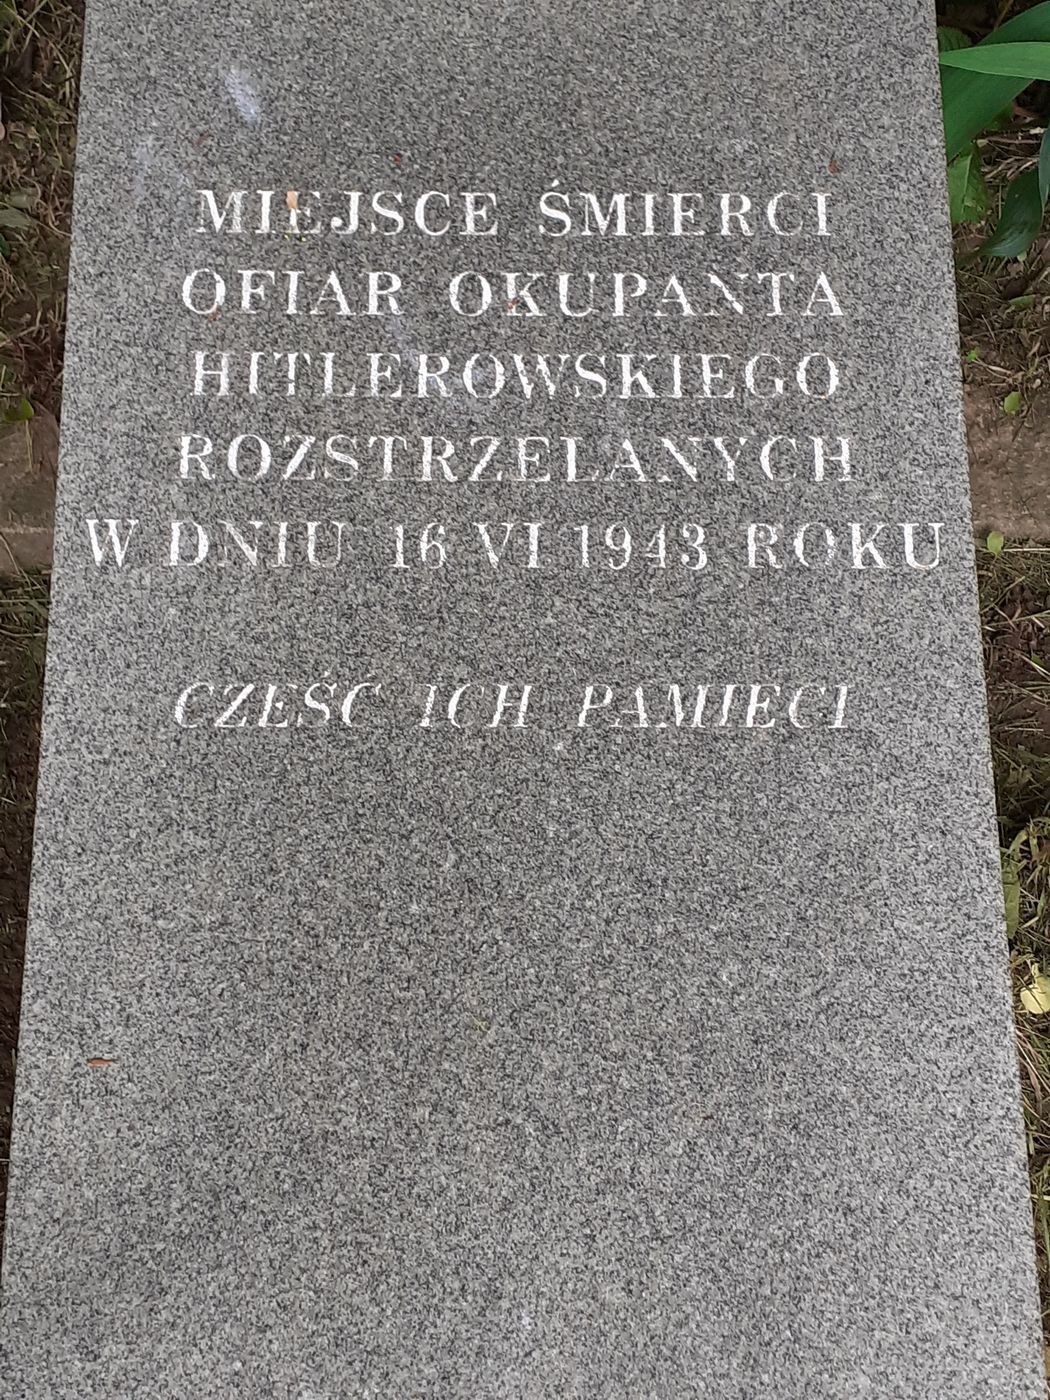 MIEJSCE ŚMIERCI
OFIAR OKUPANTA
HITLEROWSKIEGO
ROZSTRZELANYCH
W DNIU 16 VI 1943 ROKU
CZEŚĆ ICH PAMIĘCI